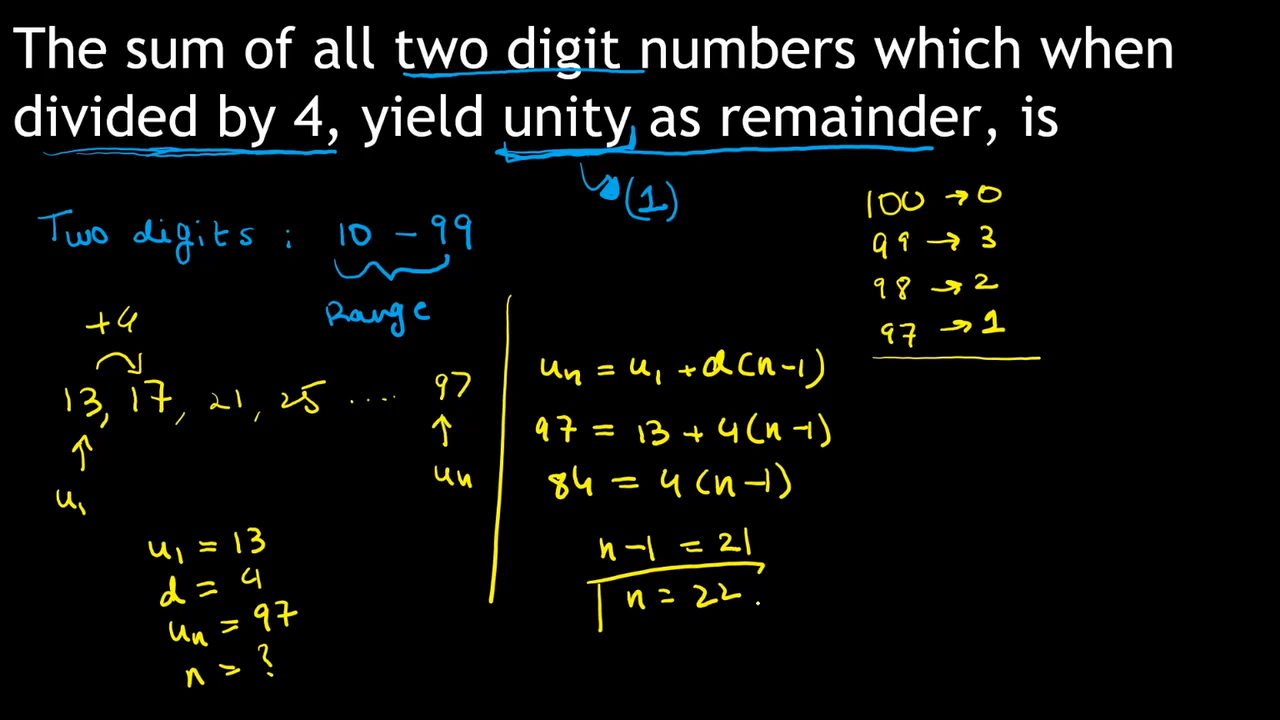 The sum of all two digit numbers which when
divided by 4, yield unity as remainder, is
(1)
Two digits : 10 - 99
Range
+4
13, 17, 21, 25 ..... 97
u₁
uₙ
u₁ = 13
d = 4
uₙ = 97
n = ?
uₙ = u₁ + d(n-1)
97 = 13 + 4(n-1)
84 = 4(n-1)
n-1 = 21
n = 22.
100 → 0
99 → 3
98 → 2
97 → 1